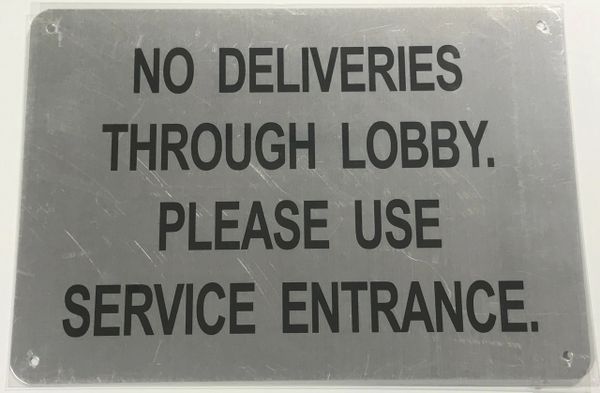 NO DELIVERIES
THROUGH LOBBY.
PLEASE USE
SERVICE ENTRANCE.